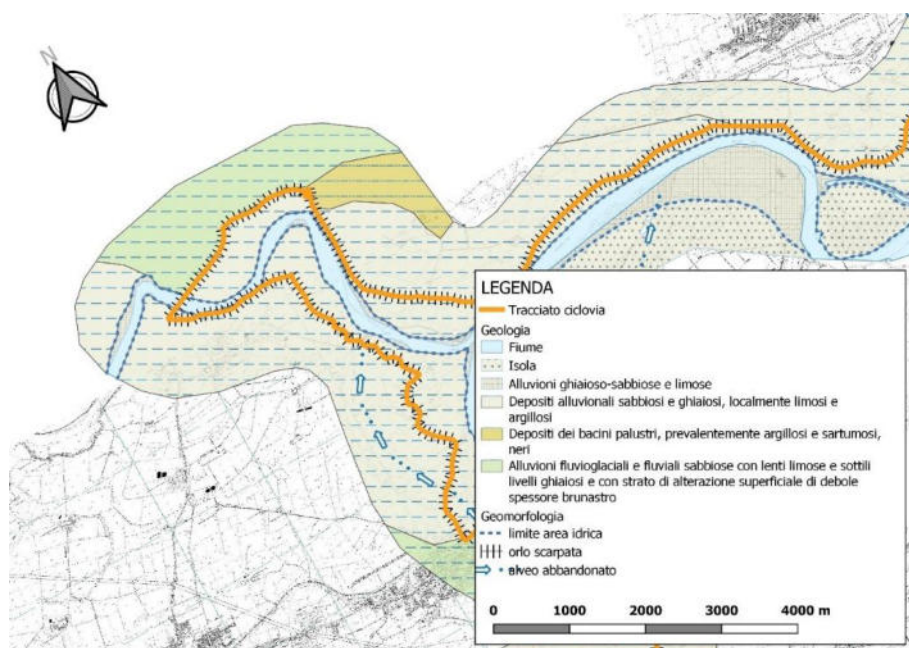 N
LEGENDA
Tracciato ciclovia
Geologia
Fiume
Isola
Alluvioni ghiaioso-sabbiose e limose
Depositi alluvionali sabbiosi e ghiaiosi, localmente limosi e
argillosi
Depositi dei bacini palustri, prevalentemente argillosi e sartumosi,
neri
Alluvioni fluvioglaciali e fluviali sabbiose con lenti limose e sottili
livelli ghiaiosi e con strato di alterazione superficiale di debole
spessore brunastro
Geomorfologia
limite area idrica
orlo scarpata
alveo abbandonato
0 1000 2000 3000 4000 m